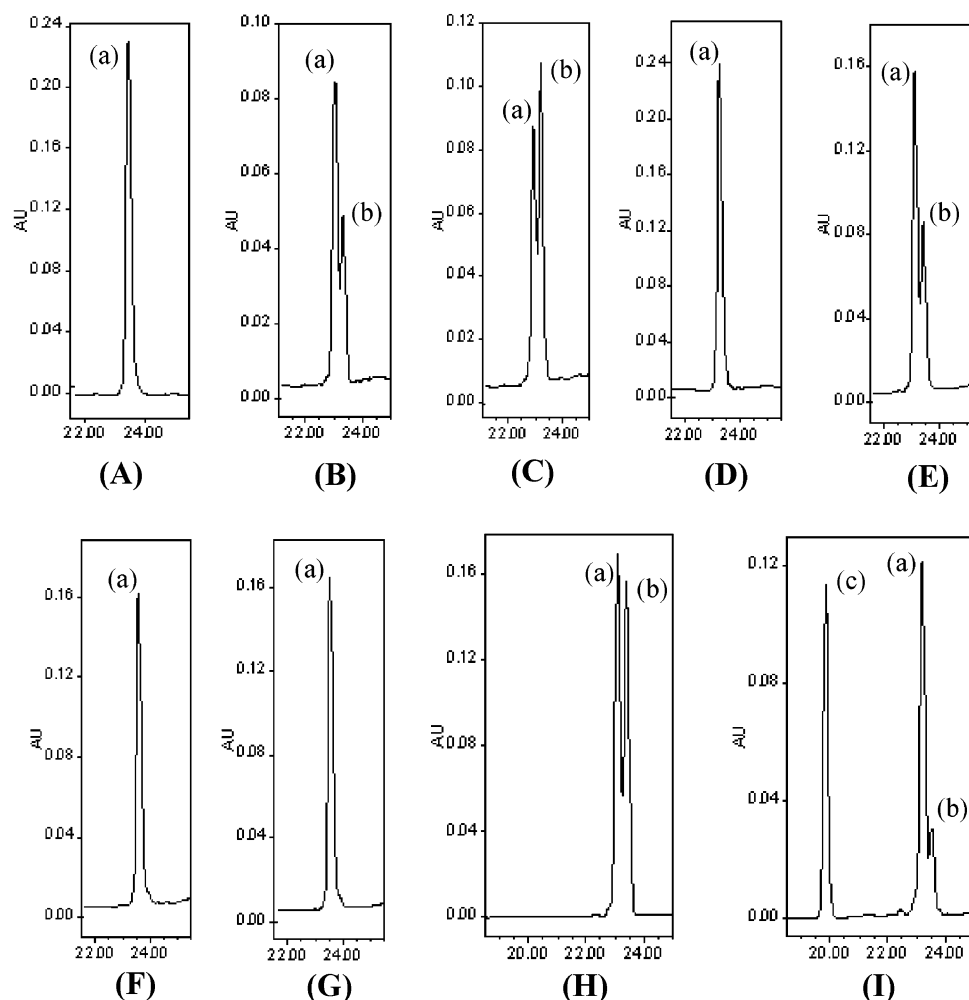 0.24
0.20
0.16
0.12
0.08
0.04
0.00
AU
(a)
22.00 24.00
(A)
0.10
0.08
0.06
0.04
0.02
0.00
AU
(a)
(b)
22.00 24.00
(B)
0.12
0.10
0.08
0.06
0.04
0.02
0.00
AU
(a)
(b)
22.00 24.00
(C)
0.24
0.20
0.16
0.12
0.08
0.04
0.00
AU
(a)
22.00 24.00
(D)
0.16
0.12
0.08
0.04
0.00
AU
(a)
(b)
22.00 24.00
(E)
0.16
0.12
0.08
0.04
0.00
AU
(a)
22.00 24.00
(F)
0.16
0.12
0.08
0.04
0.00
AU
(a)
22.00 24.00
(G)
0.16
0.12
0.08
0.04
0.00
AU
(a)
(b)
20.00 22.00 24.00
(H)
0.12
0.08
0.04
0.00
AU
(c)
(a)
(b)
20.00 22.00 24.00
(I)